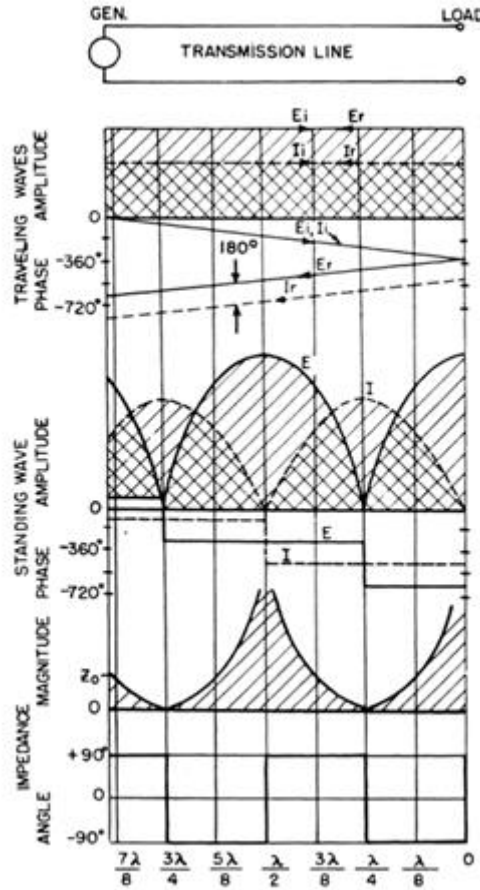 GEN. LOAD
TRANSMISSION LINE
TRAVELING WAVES
AMPLITUDE
PHASE
Ei Er
Ii Ir
0
Ei, Ii
180°
-360°
Er
Ir
-720°
STANDING WAVE
AMPLITUDE
PHASE
E
I
0
-360°
E
I
-720°
IMPEDANCE
MAGNITUDE
ANGLE
Zo
0
+90°
0
-90°
7λ/8 3λ/4 5λ/8 λ/2 3λ/8 λ/4 λ/8 0